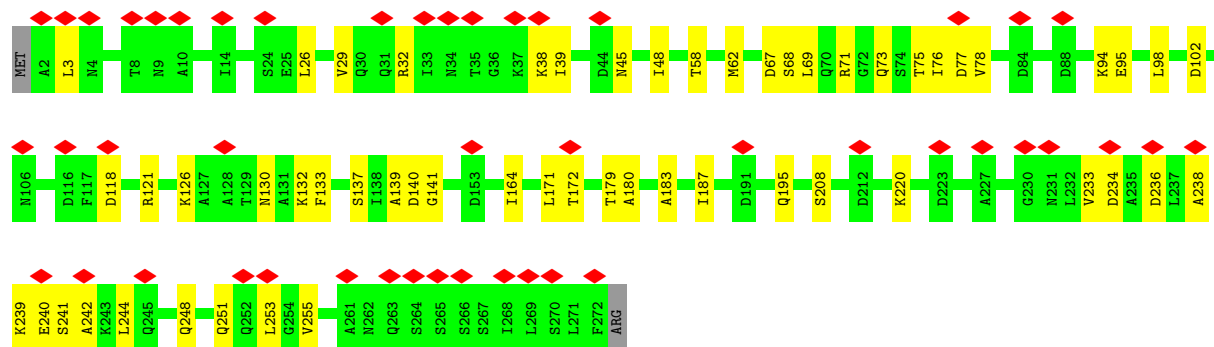 MET A2 L3 N4 T8 N9 A10 I14 S24 E25 L26 V29 Q30 Q31 R32 I33 N34 T35 G36 K37 K38 I39 D44 N45 I48 T58 M62 D67 S68 L69 Q70 R71 G72 Q73 S74 T75 I76 D77 V78 D84 D88 K94 E95 L98 D102
N106 D116 F117 D118 R121 K126 A127 A128 T129 N130 A131 K132 F133 S137 I138 A139 D140 G141 D153 I164 L171 T172 T179 A180 A183 I187 D191 Q195 S208 D212 K220 D223 A227 G230 N231 L232 V233 D234 A235 D236 L237 A238
K239 E240 S241 A242 K243 L244 Q245 Q248 Q251 Q252 L253 G254 V255 A261 N262 Q263 S264 S265 S266 S267 I268 L269 S270 L271 F272 ARG